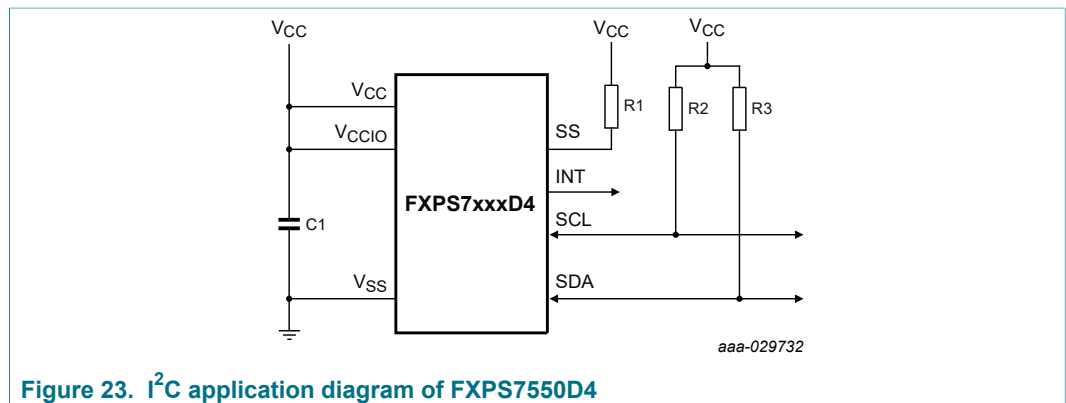 VCC
VCC
VCC
VCC
R1
R2
R3
VCCIO
SS
INT
FXPS7xxxD4
C1
SCL
VSS
SDA
aaa-029732
Figure 23. I²C application diagram of FXPS7550D4